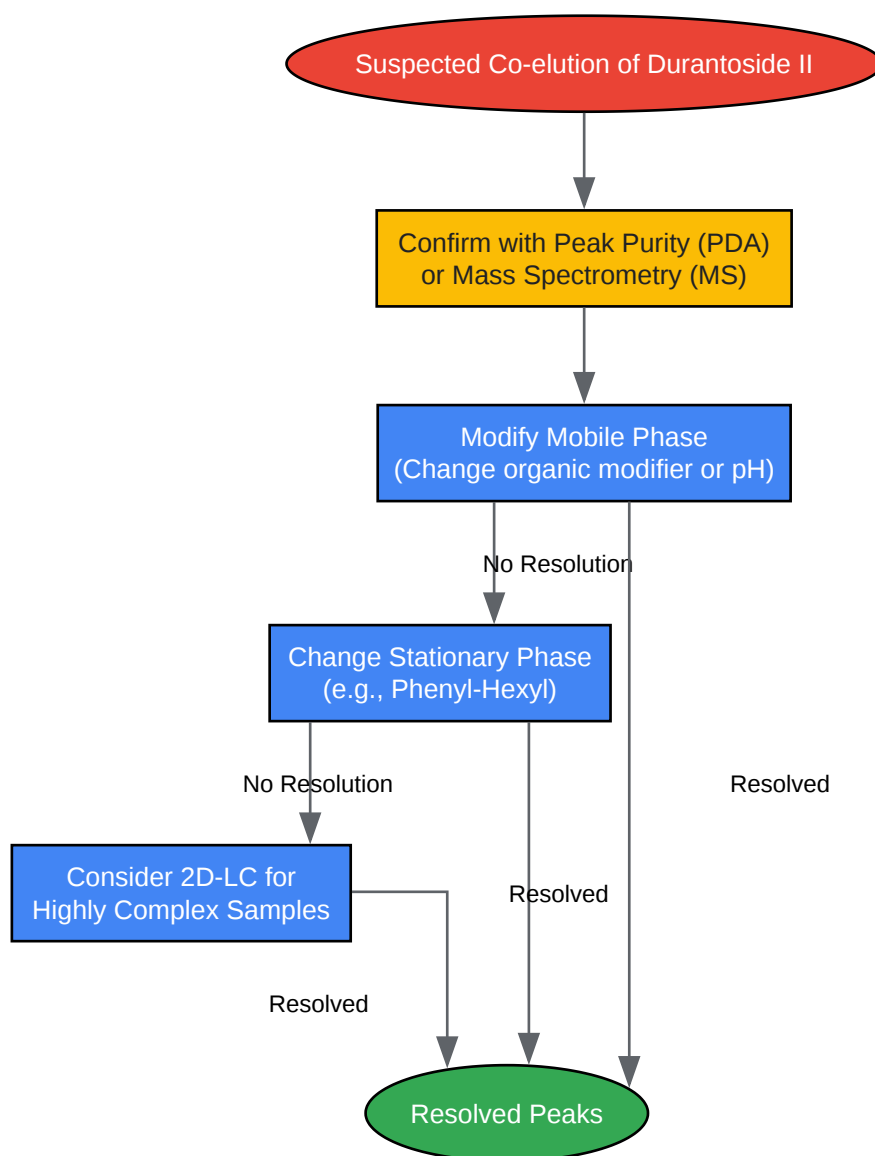 Suspected Co-elution of Durantoside II
Confirm with Peak Purity (PDA)
or Mass Spectrometry (MS)
Modify Mobile Phase
(Change organic modifier or pH)
No Resolution
Change Stationary Phase
(e.g., Phenyl-Hexyl)
No Resolution
Resolved
Consider 2D-LC for
Highly Complex Samples
Resolved
Resolved
Resolved Peaks